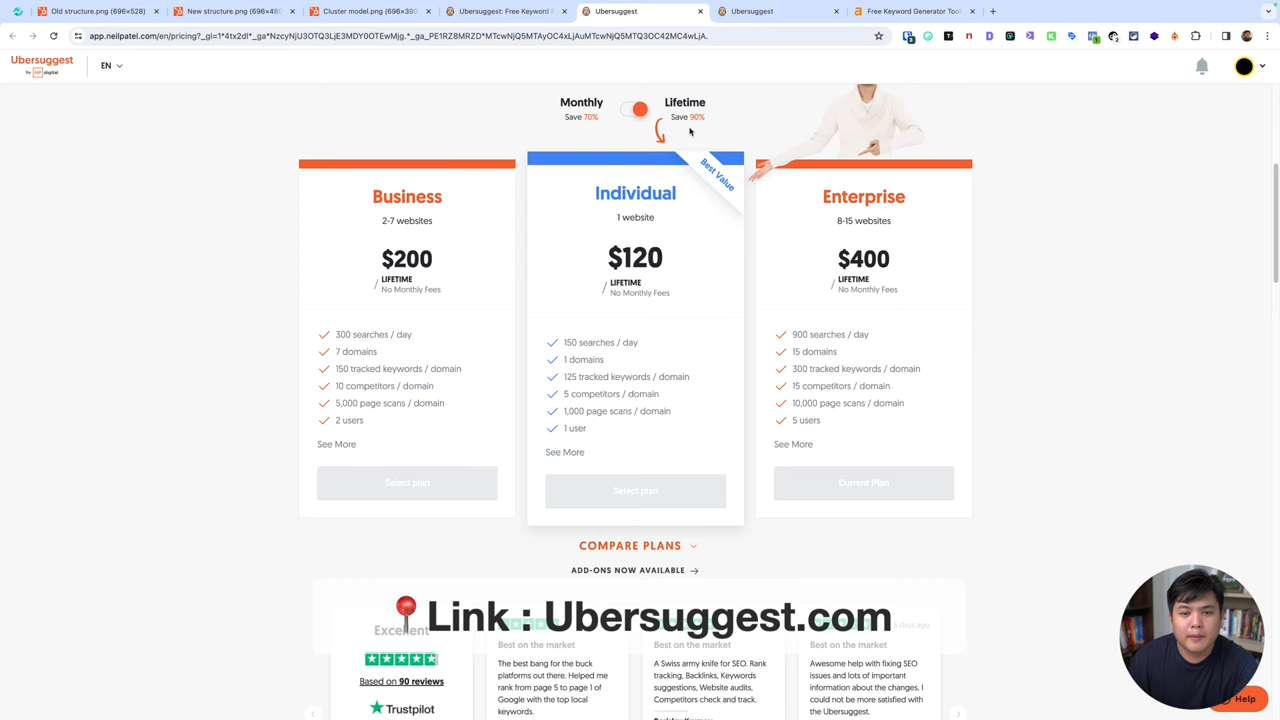 Old structure.png (696×528)
New structure.png (696×48
Cluster model.png (696×390
Ubersuggest: Free Keyword R
Ubersuggest
Ubersuggest
Free Keyword Generator Tool
app.neilpatel.com/en/pricing?_gl=1*4tx2dl*_ga*NzcyNjU3OTQ3LjE3MDY0OTEwMjg.*_ga_PE1RZ8MRZD*MTcwNjQ5MTAyOC4xLjAuMTcwNjQ5MTQ3OC42MC4wLjA.
Ubersuggest
by NP digital
EN
Monthly
Save 70%
Lifetime
Save 90%
Business
2-7 websites
$200
/ LIFETIME
No Monthly Fees
300 searches / day
7 domains
150 tracked keywords / domain
10 competitors / domain
5,000 page scans / domain
2 users
See More
Select plan
Best Value
Individual
1 website
$120
/ LIFETIME
No Monthly Fees
150 searches / day
1 domains
125 tracked keywords / domain
5 competitors / domain
1,000 page scans / domain
1 user
See More
Select plan
Enterprise
8-15 websites
$400
/ LIFETIME
No Monthly Fees
900 searches / day
15 domains
300 tracked keywords / domain
15 competitors / domain
10,000 page scans / domain
5 users
See More
Current Plan
COMPARE PLANS
ADD-ONS NOW AVAILABLE →
Link : Ubersuggest.com
Excellent
Based on 90 reviews
Trustpilot
Best on the market
The best bang for the buck
platforms out there. Helped me
rank from page 5 to page 1 of
Google with the top local
keywords.
Best on the market
A Swiss army knife for SEO. Rank
tracking, Backlinks, Keywords
suggestions, Website audits,
Competitors check and track.
5 days ago
Best on the market
Awesome help with fixing SEO
issues and lots of important
information about the changes. I
could not be more satisfied with
the Ubersuggest.
Help